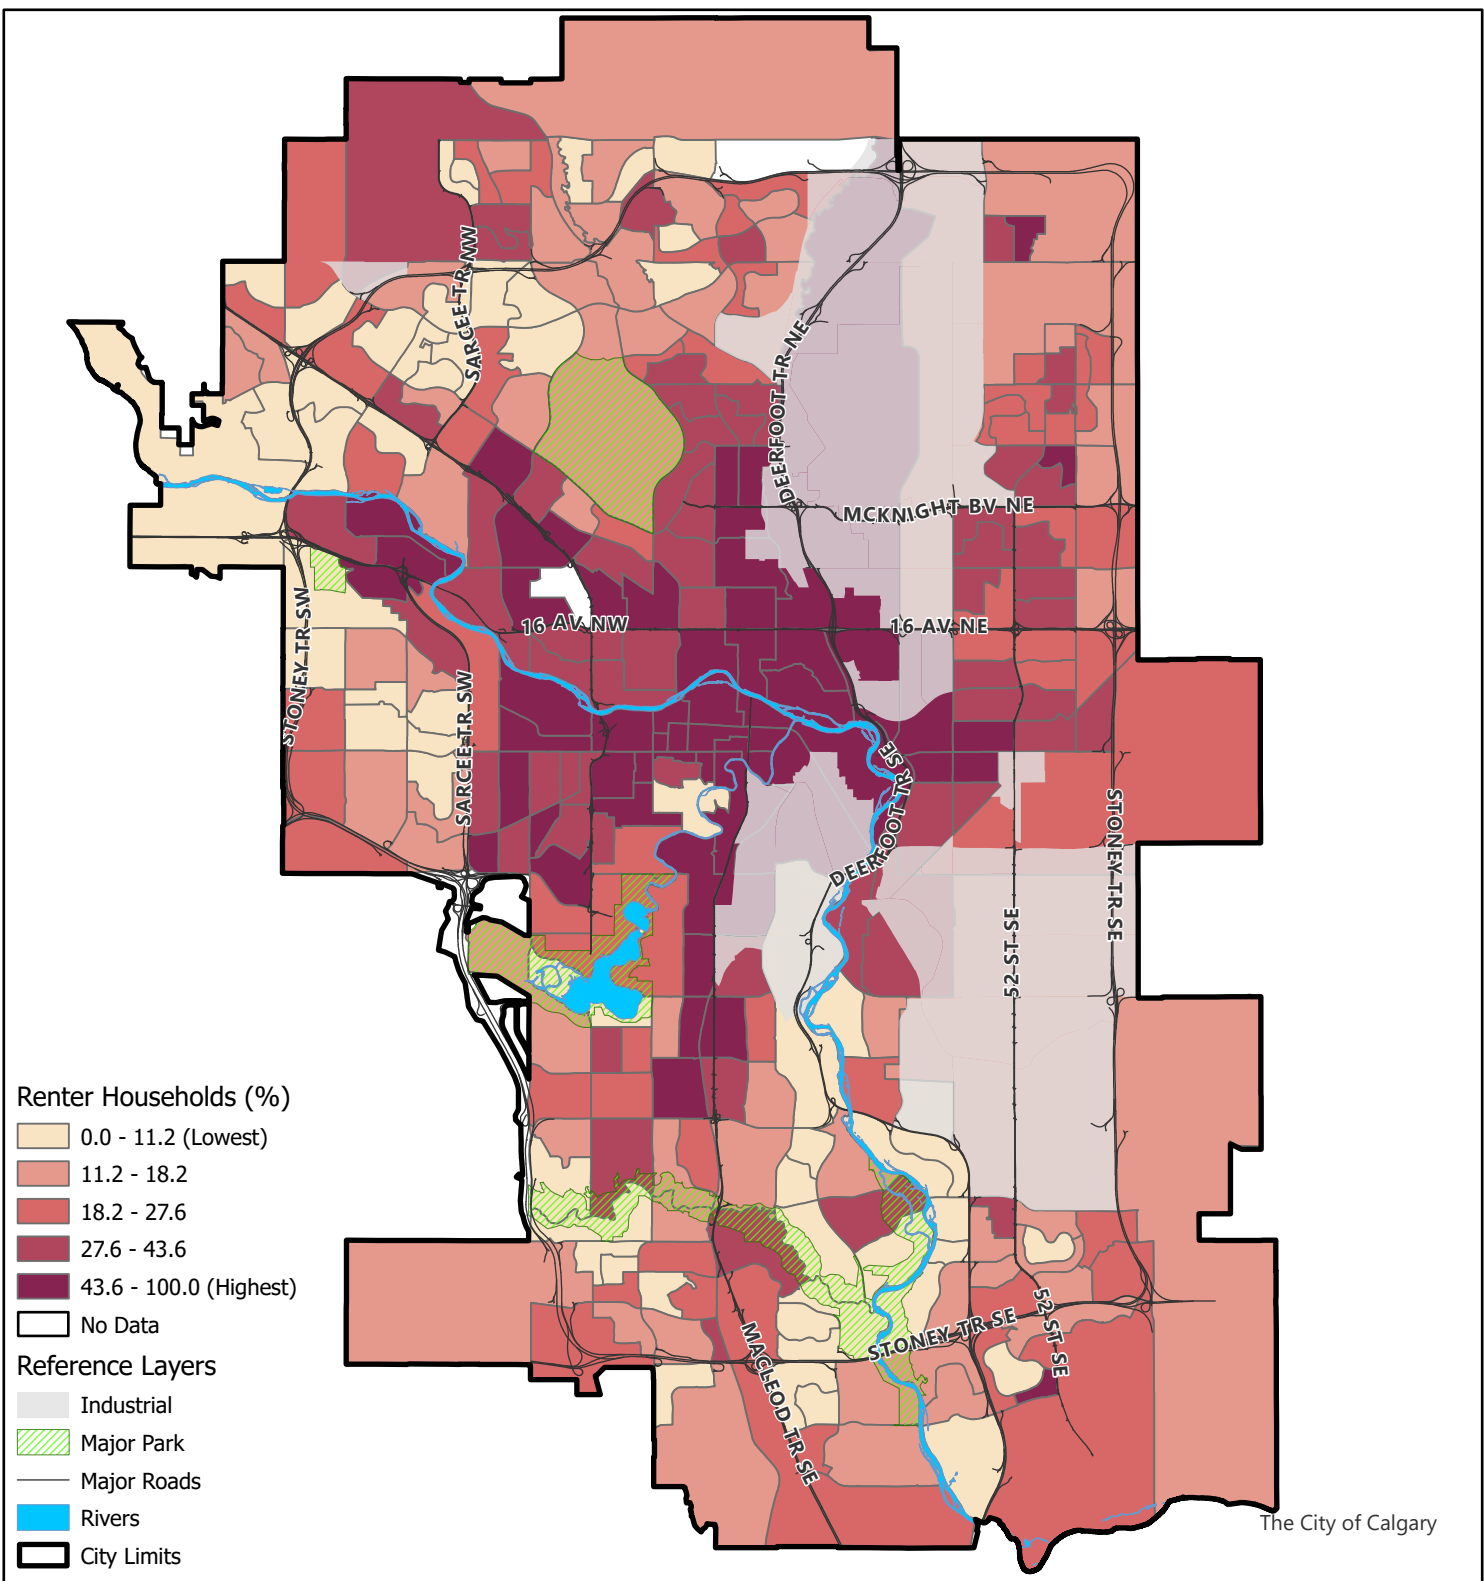 SARCEE TR NW
DEERFOOT TR NE
MCKNIGHT BV NE
16 AV NW
16 AV NE
STONEY TR SW
SARCEE TR SW
DEERFOOT TR SE
STONEY TR SE
52 ST SE
STONEY TR SE
52 ST SE
MACLEOD TR SE
Renter Households (%)
0.0 - 11.2 (Lowest)
11.2 - 18.2
18.2 - 27.6
27.6 - 43.6
43.6 - 100.0 (Highest)
No Data
Reference Layers
Industrial
Major Park
Major Roads
Rivers
City Limits
The City of Calgary